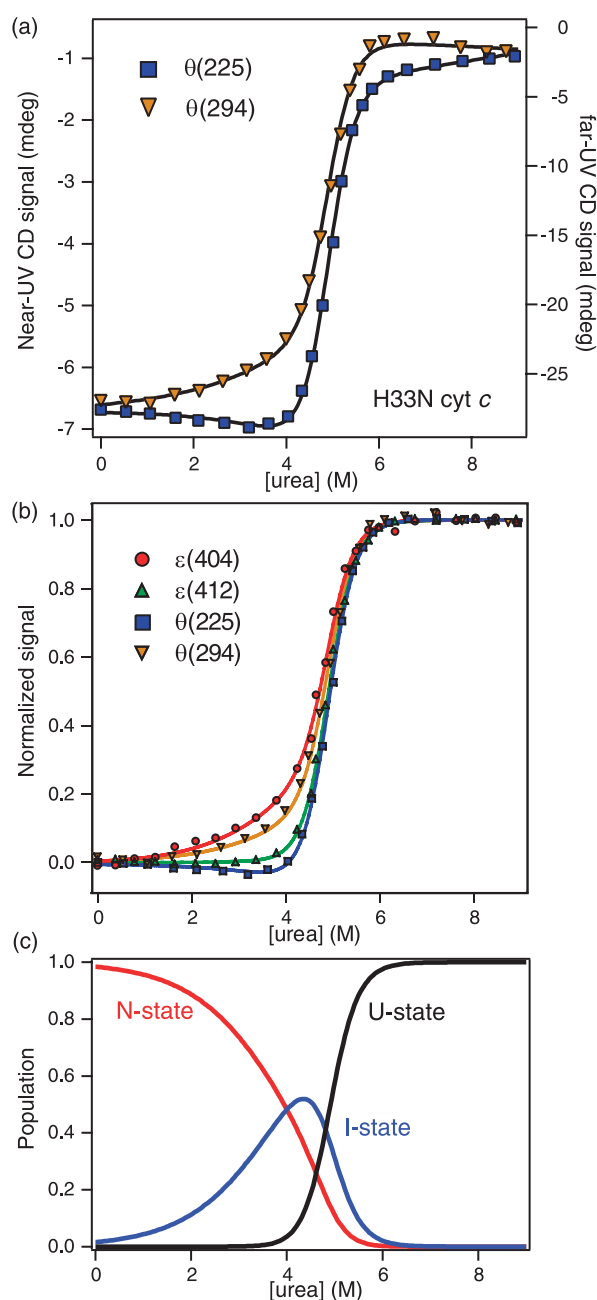 (a)
0
-1
-2
-3
-4
-5
-6
-7
0
-5
-10
-15
-20
-25
Near-UV CD signal (mdeg)
far-UV CD signal (mdeg)
θ(225)
θ(294)
H33N cyt c
0 2 4 6 8
[urea] (M)
(b)
1.0
0.8
0.6
0.4
0.2
0.0
Normalized signal
ε(404)
ε(412)
θ(225)
θ(294)
0 2 4 6 8
[urea] (M)
(c)
1.0
0.8
0.6
0.4
0.2
0.0
Population
N-state
U-state
I-state
0 2 4 6 8
[urea] (M)